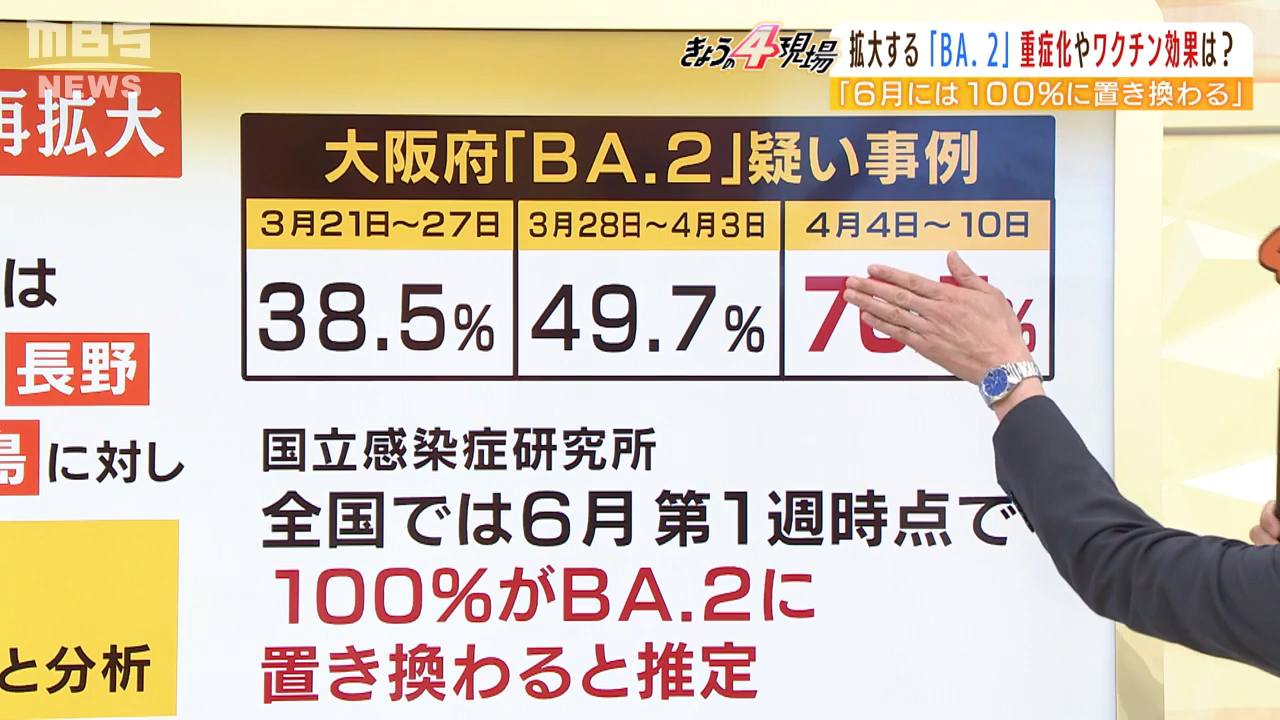 MBS
NEWS
きょうの4現場
拡大する「BA.2」重症化やワクチン効果は?
「6月には100%に置き換わる」
再拡大
は
長野
島に対し
と分析
大阪府「BA.2」疑い事例
3月21日~27日
3月28日~4月3日
4月4日~10日
38.5%
49.7%
7 %
国立感染症研究所
全国では6月第1週時点で
100%がBA.2に
置き換わると推定